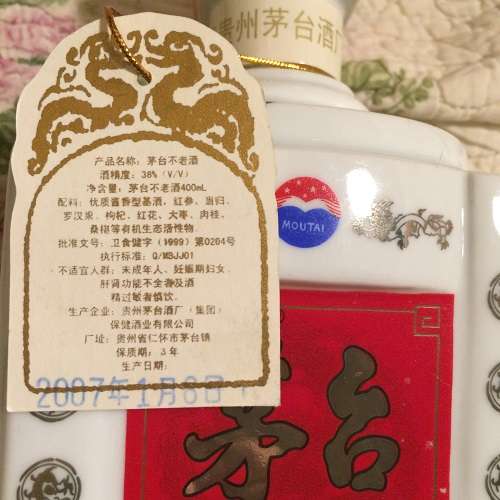 贵州茅台酒厂
产品名称：茅台不老酒
酒精度：38%（V/V）
净含量：茅台不老酒400mL
配料：优质酱香型基酒、红参、当归、
罗汉果、枸杞、红花、大枣、肉桂、
桑椹等有机生态活性物
批准文号：卫食健字（1999）第0204号
执行标准：Q/MBJJ01
不适宜人群：未成年人、妊娠期妇女、
肝肾功能不全者及酒
精过敏者慎饮。
生产企业：贵州茅台酒厂（集团）
保健酒业有限公司
厂址：贵州省仁怀市茅台镇
保质期：3年
生产日期：
2007年1月8日
MOUTAI
茅台